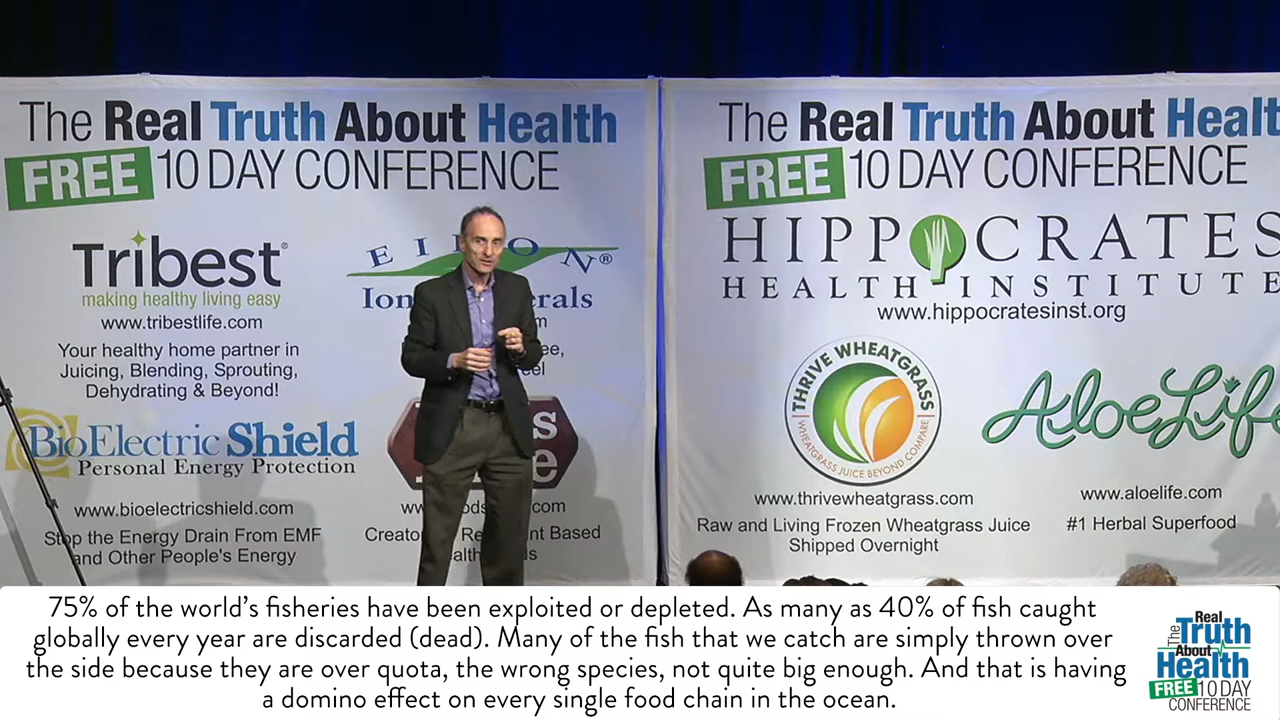 The Real Truth About Health
FREE 10 DAY CONFERENCE
Tribest®
making healthy living easy
www.tribestlife.com
Your healthy home partner in
Juicing, Blending, Sprouting,
Dehydrating & Beyond!
BioElectric Shield
Personal Energy Protection
www.bioelectricshield.com
Stop the Energy Drain From EMF
and Other People's Energy
The Real Truth About Healt
FREE 10 DAY CONFERENCE
HIPPOCRATES
HEALTH INSTITUTE
www.hippocratesinst.org
THRIVE WHEATGRASS
WHEATGRASS JUICE BEYOND COMPARE
www.thrivewheatgrass.com
Raw and Living Frozen Wheatgrass Juice
Shipped Overnight
AloeLife
www.aloelife.com
#1 Herbal Superfood
75% of the world's fisheries have been exploited or depleted. As many as 40% of fish caught
globally every year are discarded (dead). Many of the fish that we catch are simply thrown over
the side because they are over quota, the wrong species, not quite big enough. And that is having
a domino effect on every single food chain in the ocean.
The Real
Truth
About
Health
FREE 10 DAY
CONFERENCE